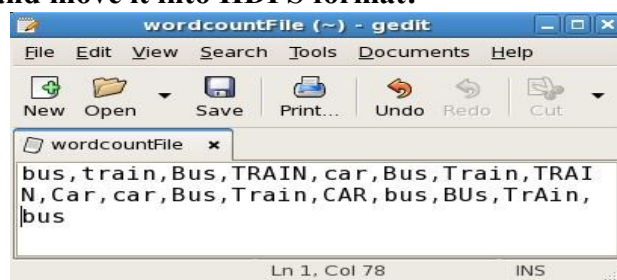 and move it into HDFS format.
wordcountFile (~) - gedit
File Edit View Search Tools Documents Help
New Open Save Print... Undo Redo Cut
wordcountFile ×
bus,train,Bus,TRAIN,car,Bus,Train,TRAI
N,Car,car,Bus,Train,CAR,bus,BUs,TrAin,
bus
Ln 1, Col 78 INS